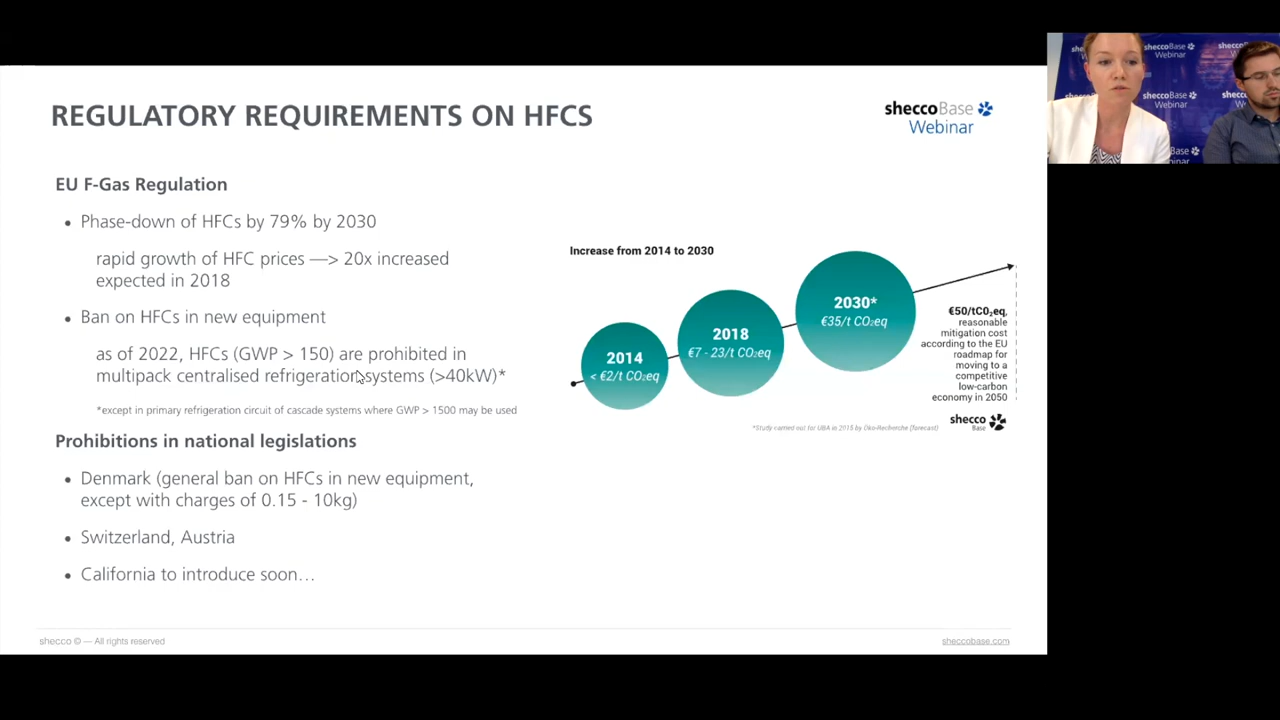 REGULATORY REQUIREMENTS ON HFCS
sheccoBase
Webinar
EU F-Gas Regulation
• Phase-down of HFCs by 79% by 2030
rapid growth of HFC prices —> 20x increased
expected in 2018
• Ban on HFCs in new equipment
as of 2022, HFCs (GWP > 150) are prohibited in
multipack centralised refrigeration systems (>40kW)*
*except in primary refrigeration circuit of cascade systems where GWP > 1500 may be used
Prohibitions in national legislations
• Denmark (general ban on HFCs in new equipment,
except with charges of 0.15 - 10kg)
• Switzerland, Austria
• California to introduce soon…
Increase from 2014 to 2030
2014
< €2/t CO₂eq
2018
€7 - 23/t CO₂eq
2030*
€35/t CO₂eq
€50/tCO₂eq,
reasonable
mitigation cost
according to the EU
roadmap for
moving to a
competitive
low-carbon
economy in 2050
shecco
Base
*Study carried out for UBA in 2015 by Öko-Recherche (forecast)
shecco © — All rights reserved
sheccobase.com
sheccoBase
Webinar
sheccoBase
Webinar